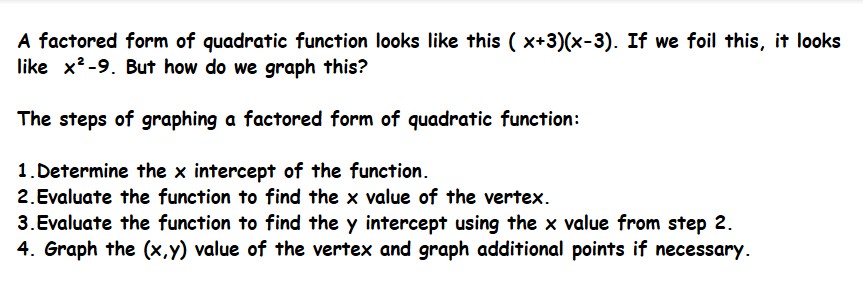 A factored form of quadratic function looks like this ( x+3)(x-3). If we foil this, it looks
like x²-9. But how do we graph this?
The steps of graphing a factored form of quadratic function:
1.Determine the x intercept of the function.
2.Evaluate the function to find the x value of the vertex.
3.Evaluate the function to find the y intercept using the x value from step 2.
4. Graph the (x,y) value of the vertex and graph additional points if necessary.